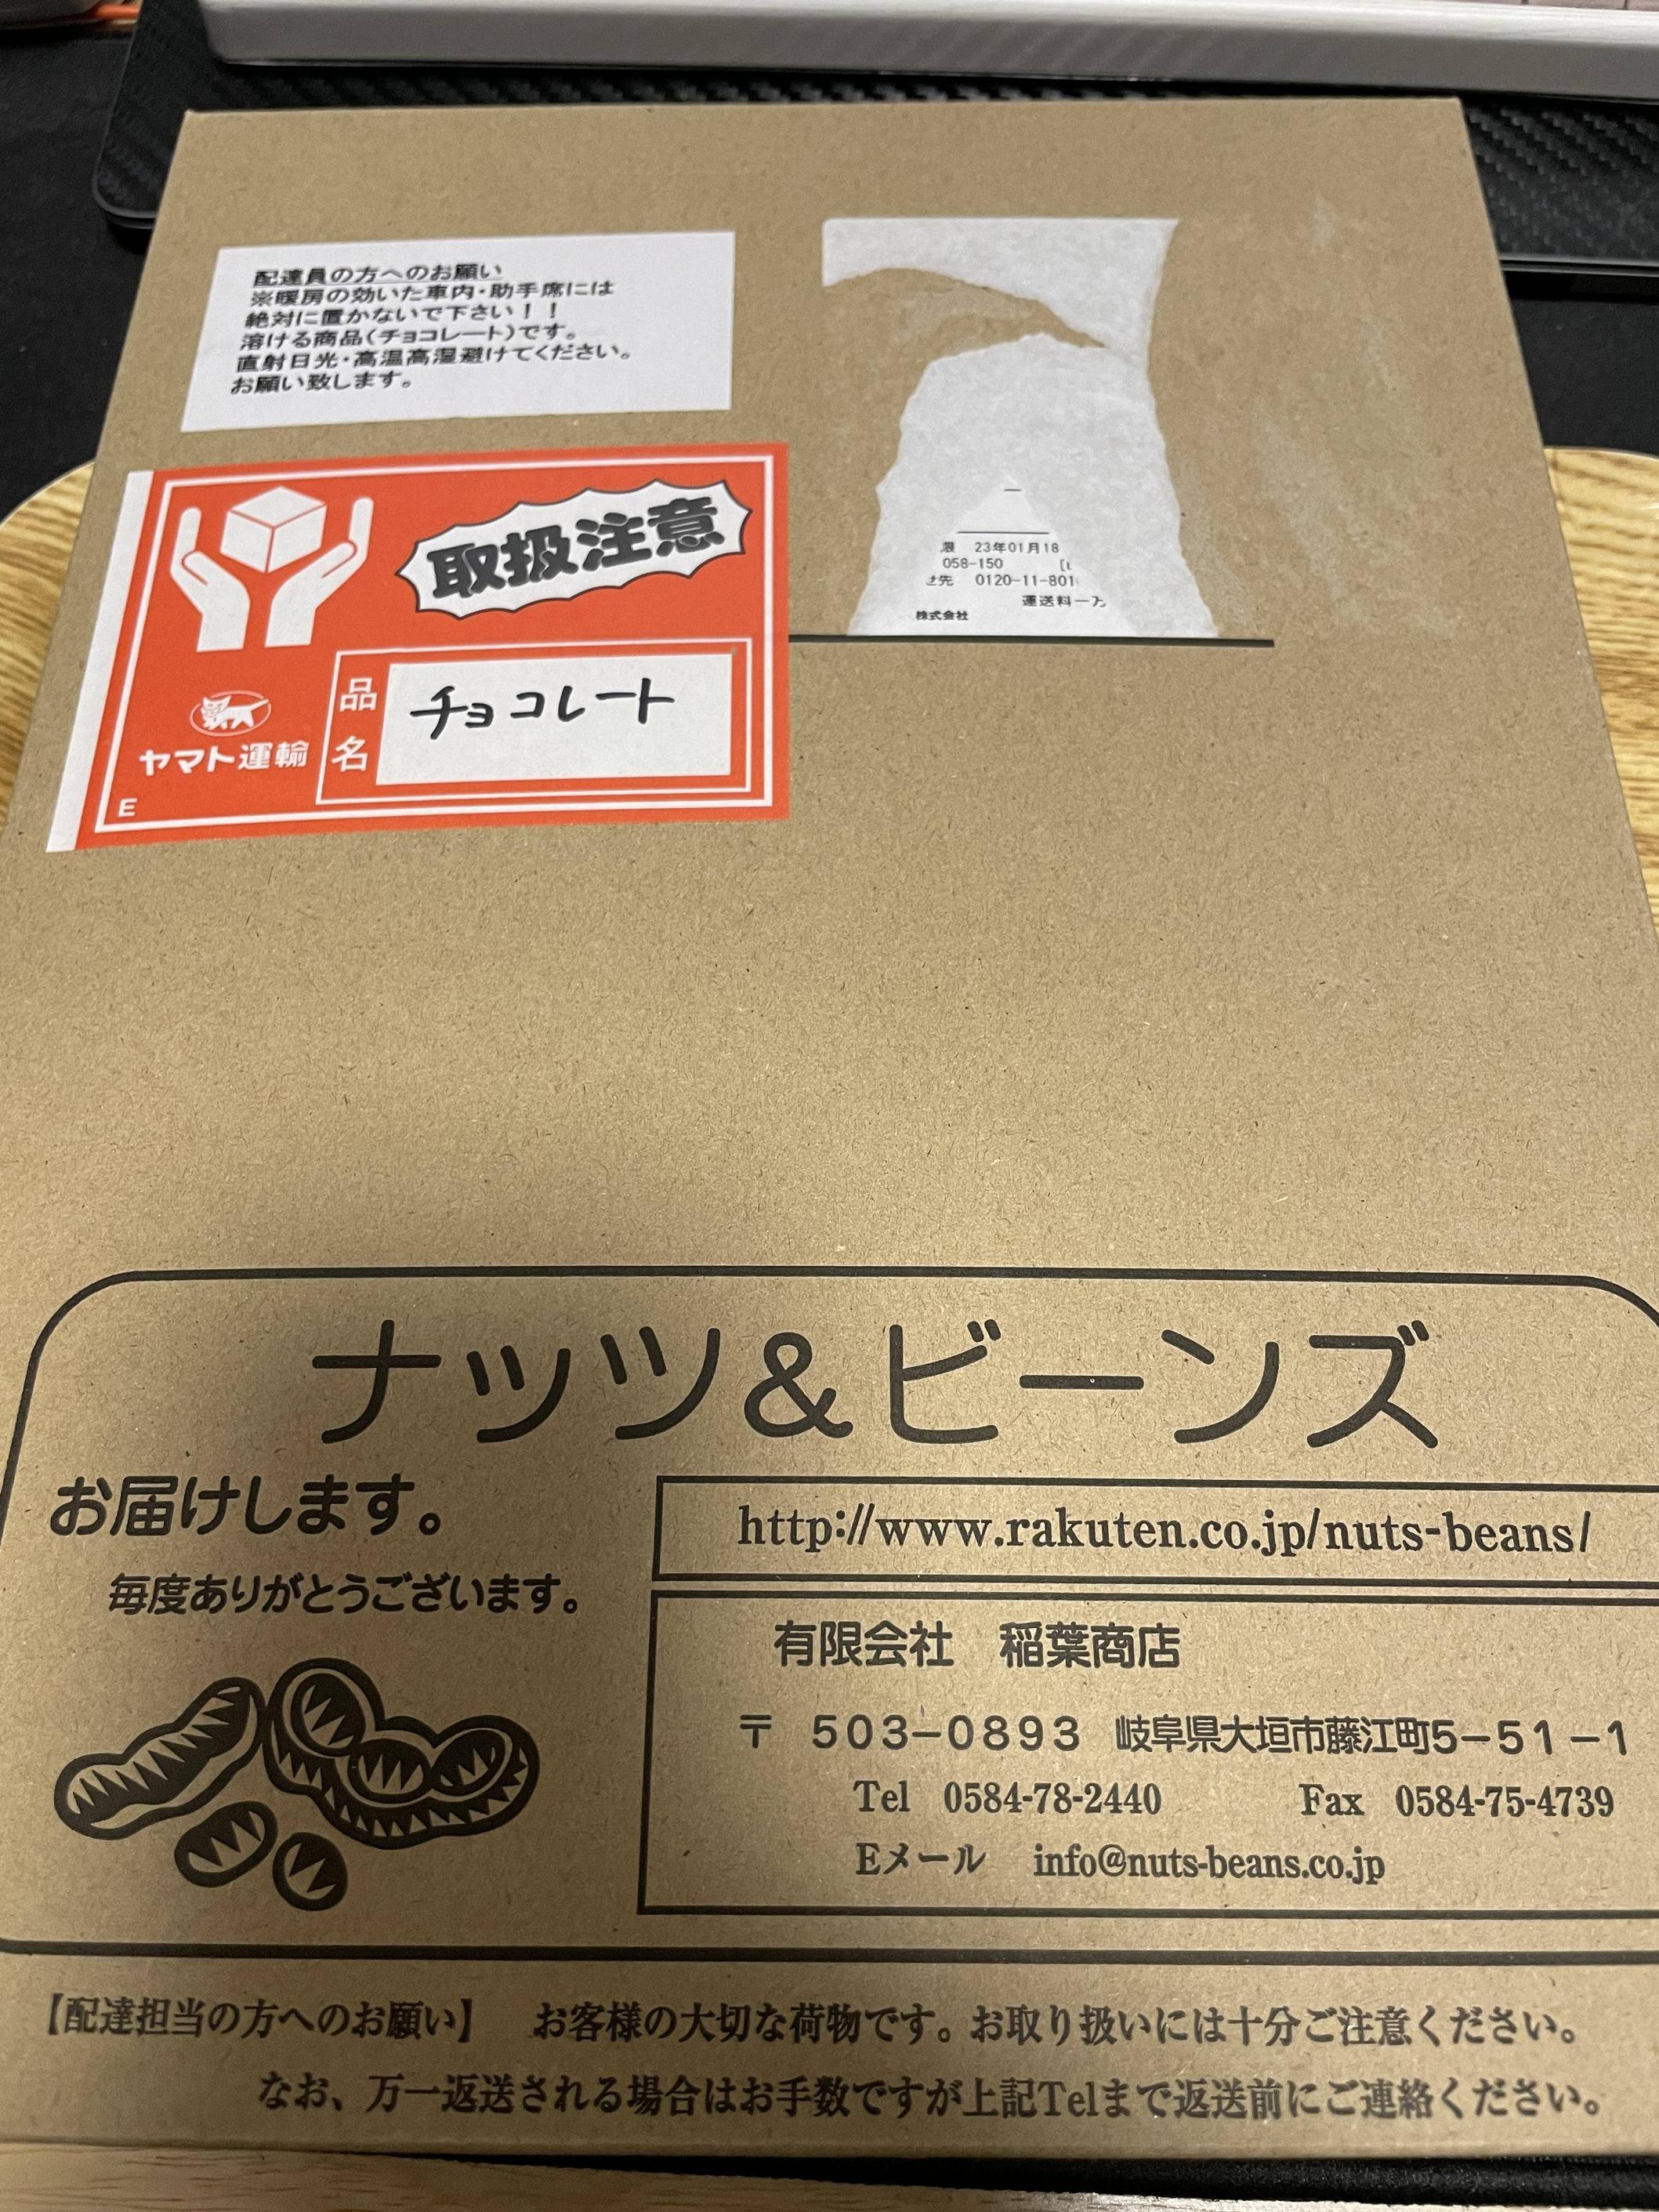 配達員の方へのお願い
※暖房の効いた車内・助手席には
絶対に置かないで下さい！！
溶ける商品(チョコレート)です。
直射日光・高温高湿避けてください。
お願い致します。
取扱注意
ヤマト運輸
品名
チョコレート
E
限 23年01月18
058-150
先 0120-11-801
運送料一
株式会社
ナッツ&ビーンズ
お届けします。
毎度ありがとうございます。
http://www.rakuten.co.jp/nuts-beans/
有限会社 稲葉商店
〒 503-0893 岐阜県大垣市藤江町5-51-1
Tel 0584-78-2440 Fax 0584-75-4739
Eメール info@nuts-beans.co.jp
【配達担当の方へのお願い】 お客様の大切な荷物です。お取り扱いには十分ご注意ください。
なお、万一返送される場合はお手数ですが上記Telまで返送前にご連絡ください。